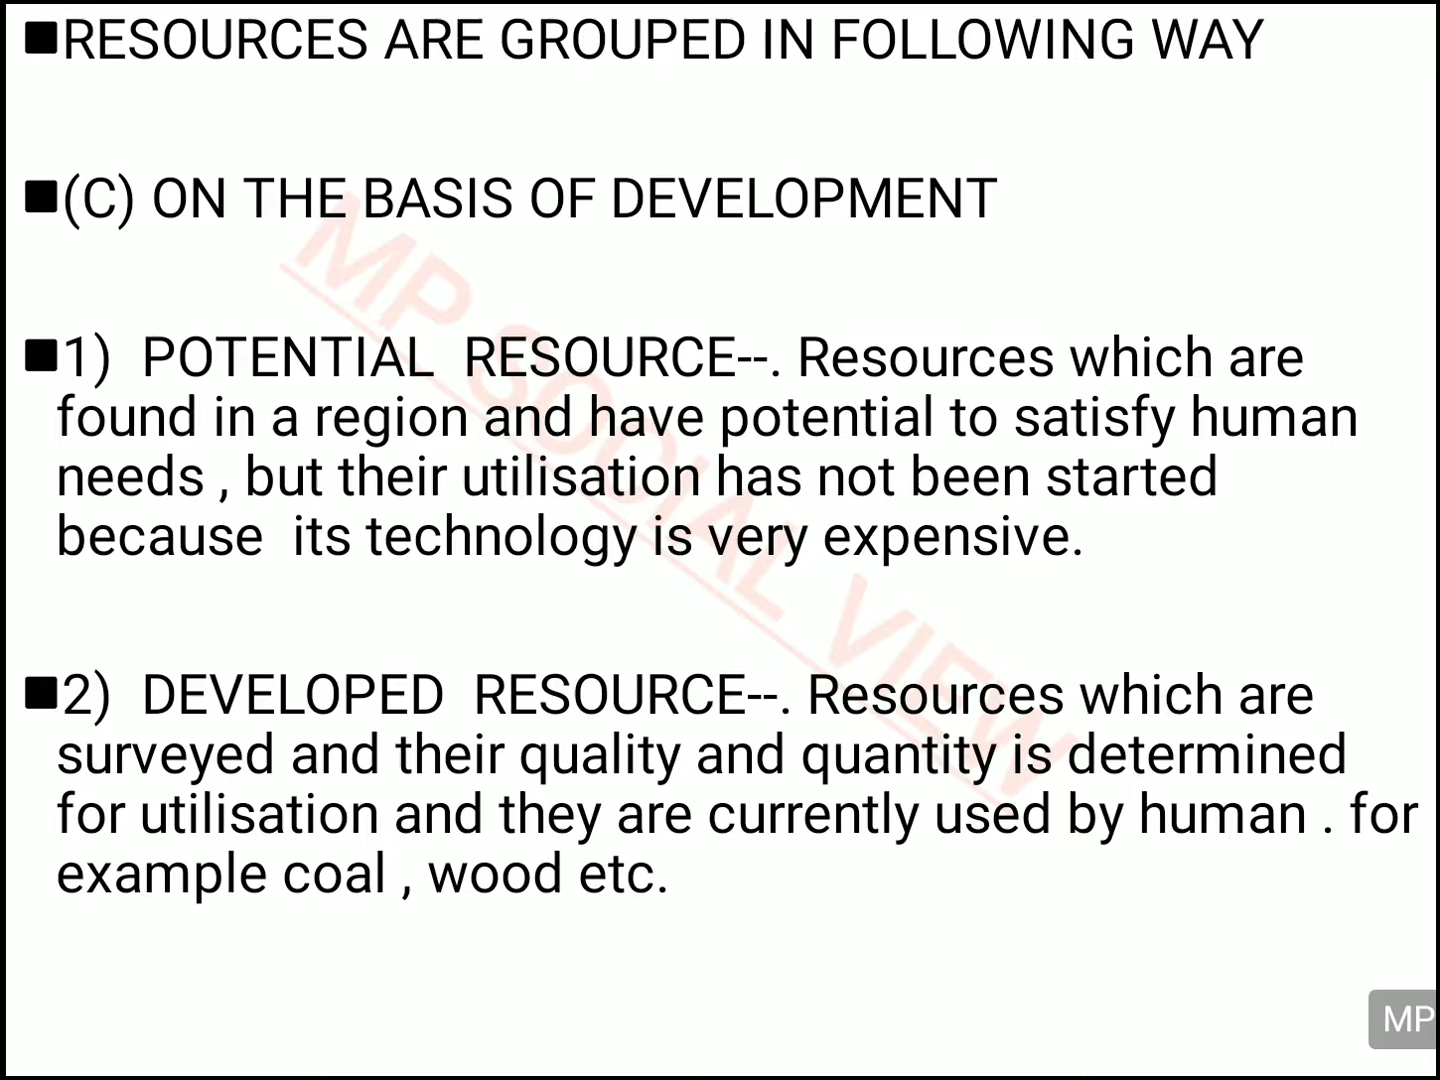 ■RESOURCES ARE GROUPED IN FOLLOWING WAY
■(C) ON THE BASIS OF DEVELOPMENT
■1)  POTENTIAL  RESOURCE--. Resources which are
found in a region and have potential to satisfy human
needs , but their utilisation has not been started
because  its technology is very expensive.
■2)  DEVELOPED  RESOURCE--. Resources which are
surveyed and their quality and quantity is determined
for utilisation and they are currently used by human . for
example coal , wood etc.
MP SOCIAL VIEW
MP